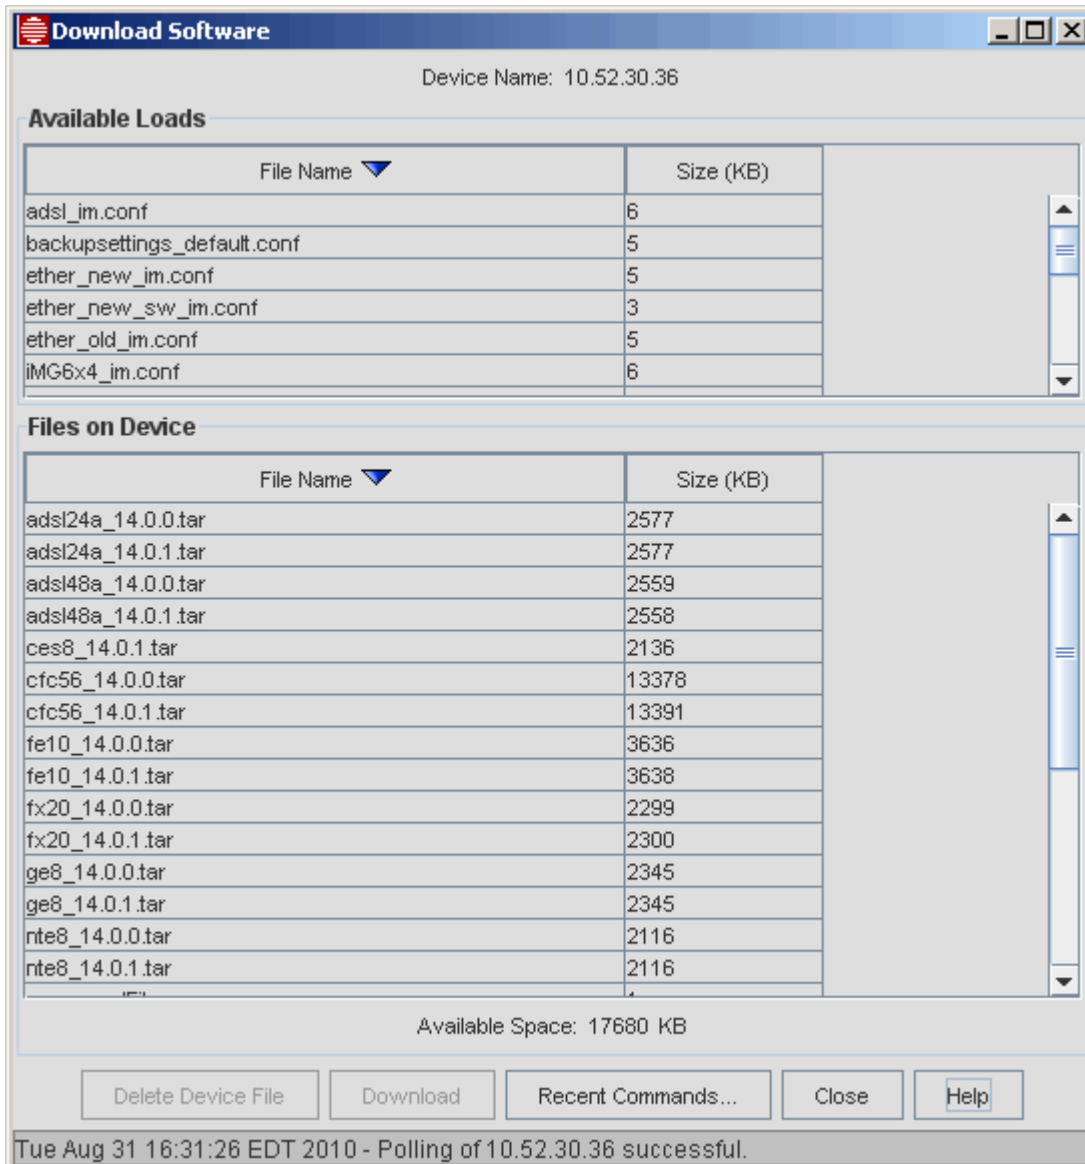 Download Software
Device Name: 10.52.30.36
Available Loads
File Name Size (KB)
adsl_im.conf 6
backupsettings_default.conf 5
ether_new_im.conf 5
ether_new_sw_im.conf 3
ether_old_im.conf 5
iMG6x4_im.conf 6
Files on Device
File Name Size (KB)
adsl24a_14.0.0.tar 2577
adsl24a_14.0.1.tar 2577
adsl48a_14.0.0.tar 2559
adsl48a_14.0.1.tar 2558
ces8_14.0.1.tar 2136
cfc56_14.0.0.tar 13378
cfc56_14.0.1.tar 13391
fe10_14.0.0.tar 3636
fe10_14.0.1.tar 3638
fx20_14.0.0.tar 2299
fx20_14.0.1.tar 2300
ge8_14.0.0.tar 2345
ge8_14.0.1.tar 2345
nte8_14.0.0.tar 2116
nte8_14.0.1.tar 2116
Available Space: 17680 KB
Delete Device File Download Recent Commands... Close Help
Tue Aug 31 16:31:26 EDT 2010 - Polling of 10.52.30.36 successful.